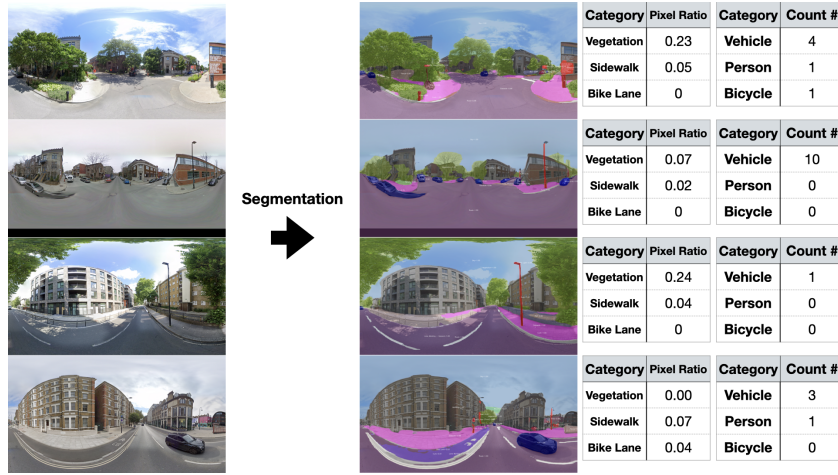 Segmentation
Category Pixel Ratio Category Count #
Vegetation 0.23 Vehicle 4
Sidewalk 0.05 Person 1
Bike Lane 0 Bicycle 1
Category Pixel Ratio Category Count #
Vegetation 0.07 Vehicle 10
Sidewalk 0.02 Person 0
Bike Lane 0 Bicycle 0
Category Pixel Ratio Category Count #
Vegetation 0.24 Vehicle 1
Sidewalk 0.04 Person 0
Bike Lane 0 Bicycle 0
Category Pixel Ratio Category Count #
Vegetation 0.00 Vehicle 3
Sidewalk 0.07 Person 1
Bike Lane 0.04 Bicycle 0